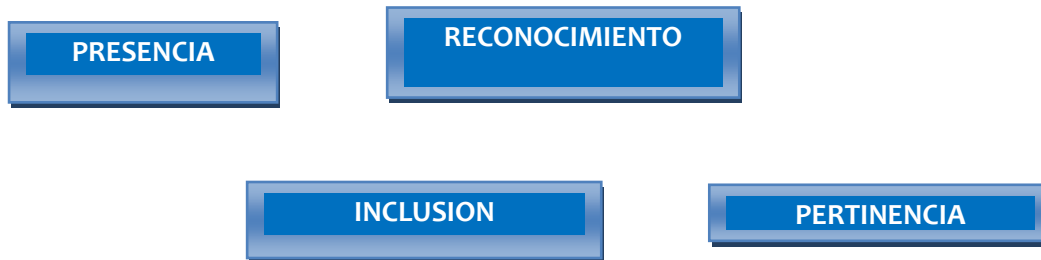 PRESENCIA
RECONOCIMIENTO
INCLUSION
PERTINENCIA